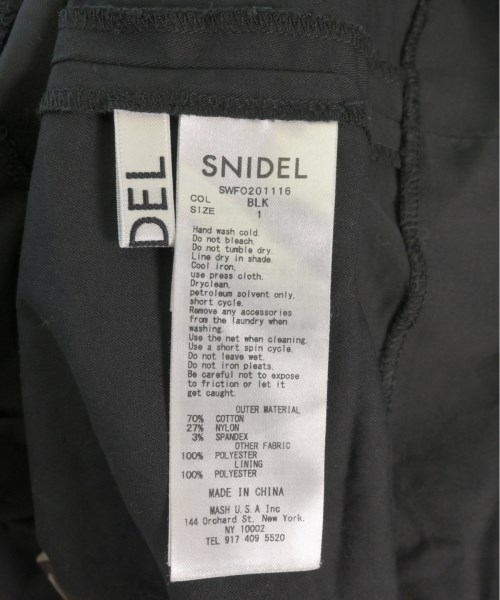 DEL
SNIDEL
SWFO201116
COL BLK
SIZE 1
Hand wash cold.
Do not bleach.
Do not tumble dry.
Line dry in shade.
Cool iron,
use press cloth.
Dryclean,
petroleum solvent only,
short cycle.
Remove any accessories
from the laundry when
washing.
Use the net when cleaning.
Use a short spin cycle.
Do not leave wet.
Do not iron pleats.
Be careful not to expose
to friction or let it
get caught.
OUTER MATERIAL
70% COTTON
27% NYLON
3% SPANDEX
OTHER FABRIC
100% POLYESTER
LINING
100% POLYESTER
MADE IN CHINA
MASH U.S.A Inc
144 Orchard St. New York.
NY 10002
TEL 917 409 5520